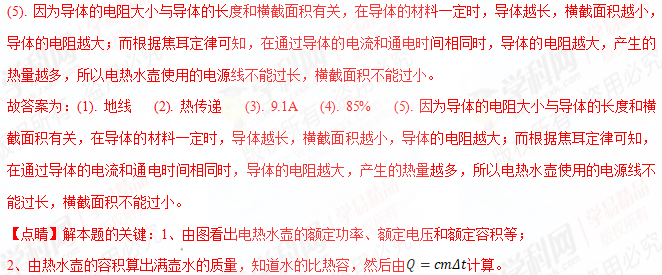 (5). 因为导体的电阻大小与导体的长度和横截面积有关，在导体的材料一定时，导体越长，横截面积越小，
导体的电阻越大；而根据焦耳定律可知，在通过导体的电流和通电时间相同时，导体的电阻越大，产生的
热量越多，所以电热水壶使用的电源线不能过长，横截面积不能过小。
故答案为：(1). 地线 (2). 热传递 (3). 9.1A (4). 85% (5). 因为导体的电阻大小与导体的长度和横
截面积有关，在导体的材料一定时，导体越长，横截面积越小，导体的电阻越大；而根据焦耳定律可知，
在通过导体的电流和通电时间相同时，导体的电阻越大，产生的热量越多，所以电热水壶使用的电源线不
能过长，横截面积不能过小。
【点睛】解本题的关键：1、由图看出电热水壶的额定功率、额定电压和额定容积等；
2、由热水壶的容积算出满壶水的质量，知道水的比热容，然后由Q = cmΔt计算。